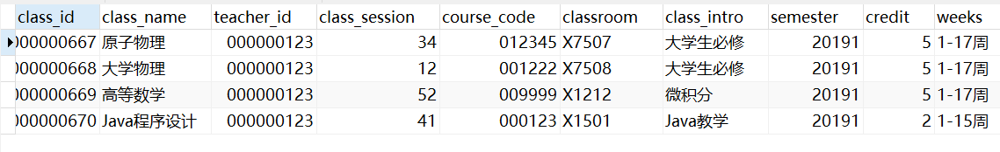 class_id class_name teacher_id class_session course_code classroom class_intro semester credit weeks
000000667 原子物理 000000123 34 012345 X7507 大学生必修 20191 5 1-17周
000000668 大学物理 000000123 12 001222 X7508 大学生必修 20191 5 1-17周
000000669 高等数学 000000123 52 009999 X1212 微积分 20191 5 1-17周
000000670 Java程序设计 000000123 41 000123 X1501 Java教学 20191 2 1-15周